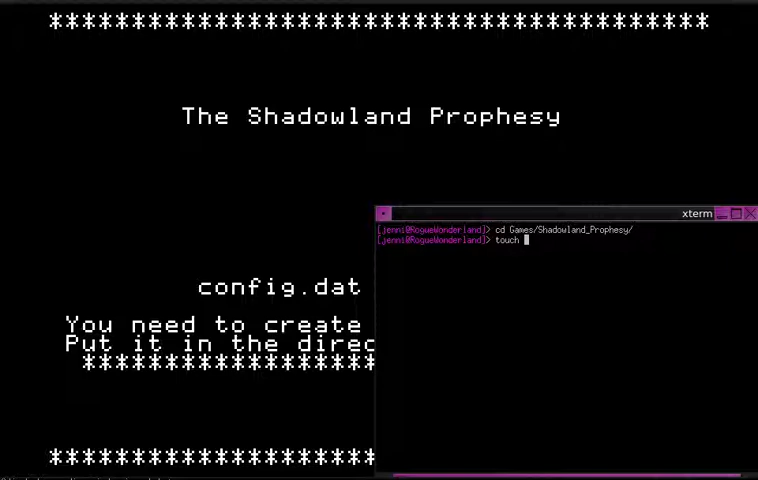 ****************************************
The Shadowland Prophesy
xterm
[jenni@RogueWonderland]> cd Games/Shadowland_Prophesy/
[jenni@RogueWonderland]> touch
config.dat
You need to create
Put it in the direc
******************
********************